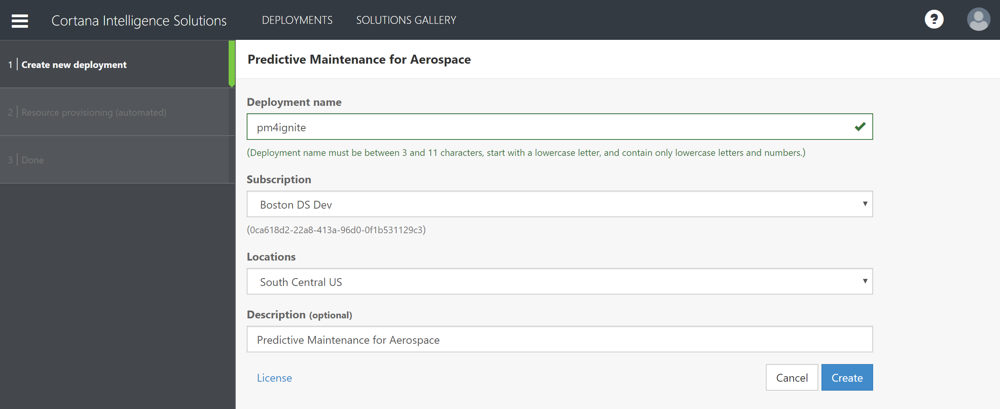 Cortana Intelligence Solutions DEPLOYMENTS SOLUTIONS GALLERY ?
1 Create new deployment
2 Resource provisioning (automated)
3 Done
Predictive Maintenance for Aerospace
Deployment name
pm4ignite
(Deployment name must be between 3 and 11 characters, start with a lowercase letter, and contain only lowercase letters and numbers.)
Subscription
Boston DS Dev
(0ca618d2-22a8-413a-96d0-0f1b531129c3)
Locations
South Central US
Description (optional)
Predictive Maintenance for Aerospace
License Cancel Create